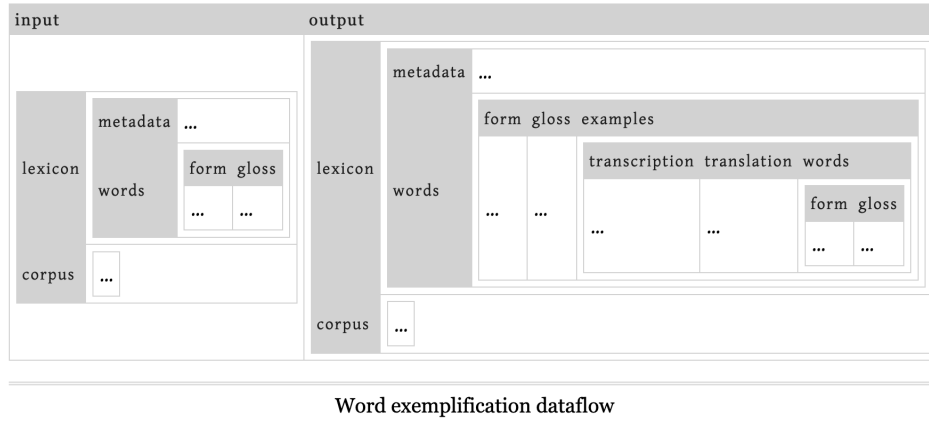 input output
metadata ...
metadata ... form gloss examples
lexicon words form gloss lexicon words transcription translation words
... ... ... ... ... ... form gloss
... ...
corpus ... corpus ...
Word exemplification dataflow